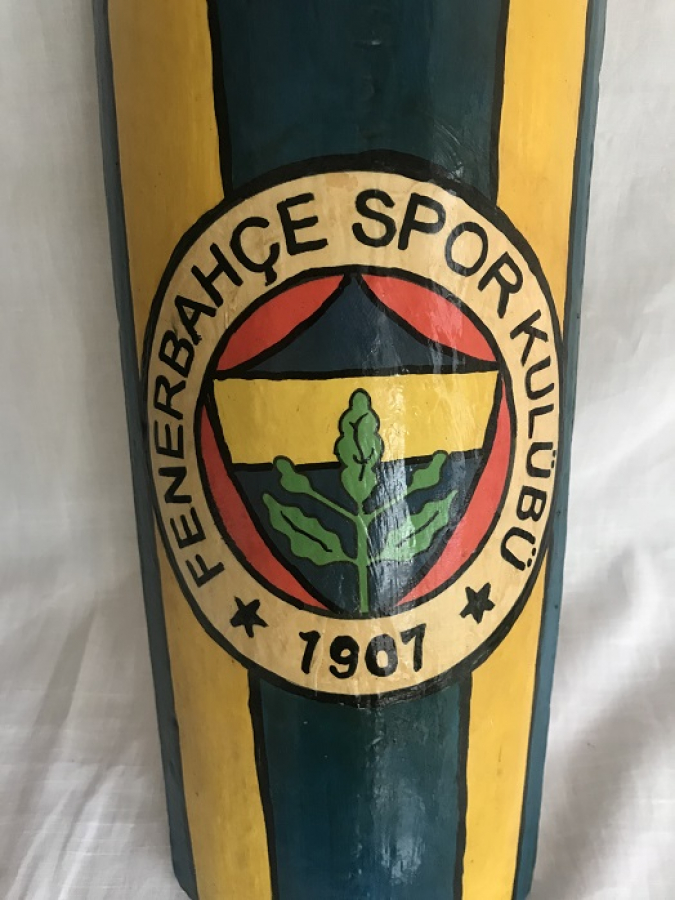 FENERBAHÇE SPOR KULÜBÜ
1907